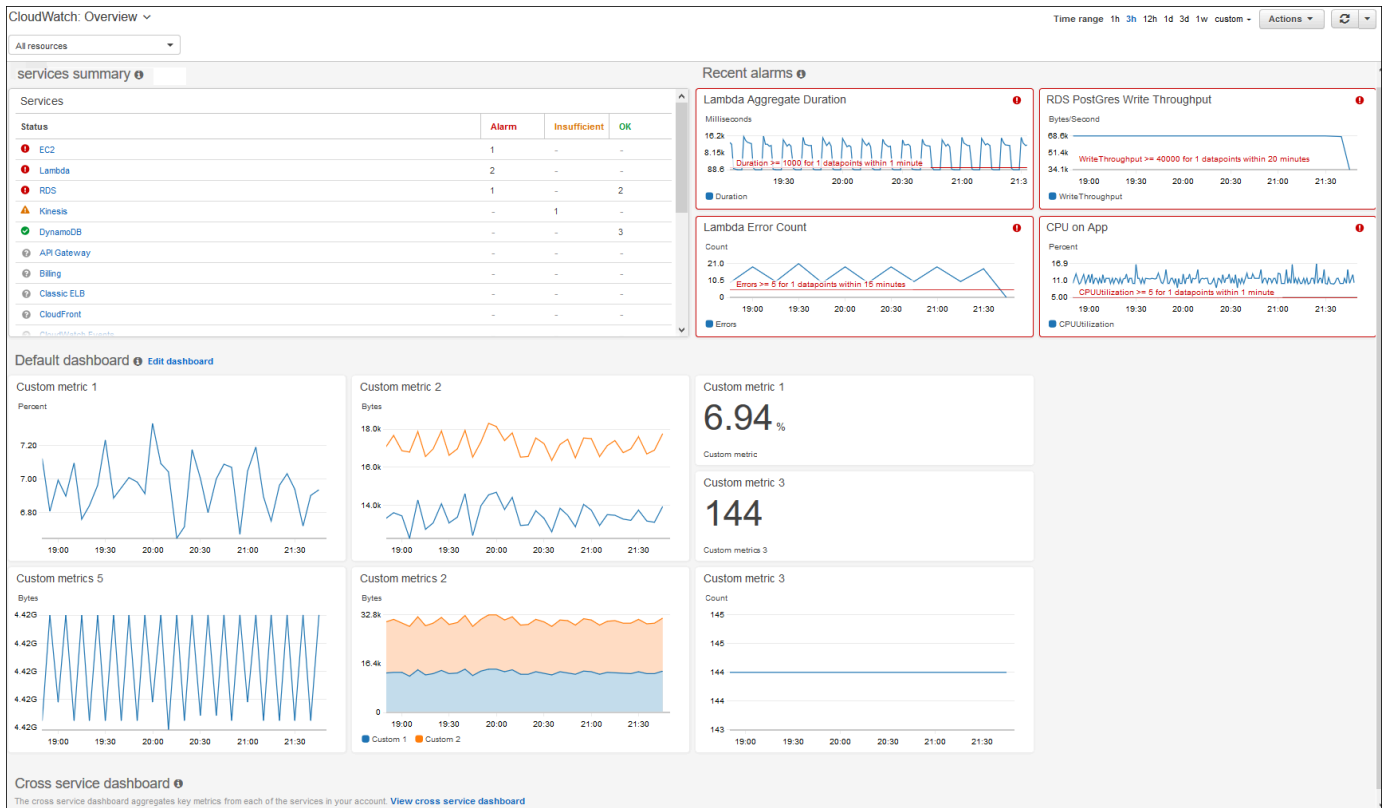 CloudWatch: Overview
Time range 1h 3h 12h 1d 3d 1w custom Actions
All resources
services summary
Services
Status Alarm Insufficient OK
EC2 1 - -
Lambda 2 - -
RDS 1 - 2
Kinesis - 1 -
DynamoDB - - 3
API Gateway - - -
Billing - - -
Classic ELB - - -
CloudFront - - -
CloudWatch Events
Recent alarms
Lambda Aggregate Duration
Milliseconds
16.2k
8.15k
Duration >= 1000 for 1 datapoints within 1 minute
88.6
19:30 20:00 20:30 21:00 21:3
Duration
RDS PostGres Write Throughput
Bytes/Second
68.6k
51.4k
WriteThroughput >= 40000 for 1 datapoints within 20 minutes
34.1k
19:00 19:30 20:00 20:30 21:00 21:30
WriteThroughput
Lambda Error Count
Count
21.0
10.5
Errors >= 5 for 1 datapoints within 15 minutes
0
19:00 19:30 20:00 20:30 21:00 21:30
Errors
CPU on App
Percent
16.9
11.0
CPUUtilization >= 5 for 1 datapoints within 1 minute
5.00
19:00 19:30 20:00 20:30 21:00 21:30
CPUUtilization
Default dashboard Edit dashboard
Custom metric 1
Percent
7.20
7.00
6.80
19:00 19:30 20:00 20:30 21:00 21:30
Custom metric 2
Bytes
18.0k
16.0k
14.0k
19:00 19:30 20:00 20:30 21:00 21:30
Custom metric 1
6.94 %
Custom metric
Custom metric 3
144
Custom metrics 3
Custom metrics 5
Bytes
4.42G
4.42G
4.42G
4.42G
4.42G
19:00 19:30 20:00 20:30 21:00 21:30
Custom metrics 2
Bytes
32.8k
16.4k
0
19:00 19:30 20:00 20:30 21:00 21:30
Custom 1 Custom 2
Custom metric 3
Count
145
145
144
144
143
19:00 19:30 20:00 20:30 21:00 21:30
Cross service dashboard
The cross service dashboard aggregates key metrics from each of the services in your account. View cross service dashboard